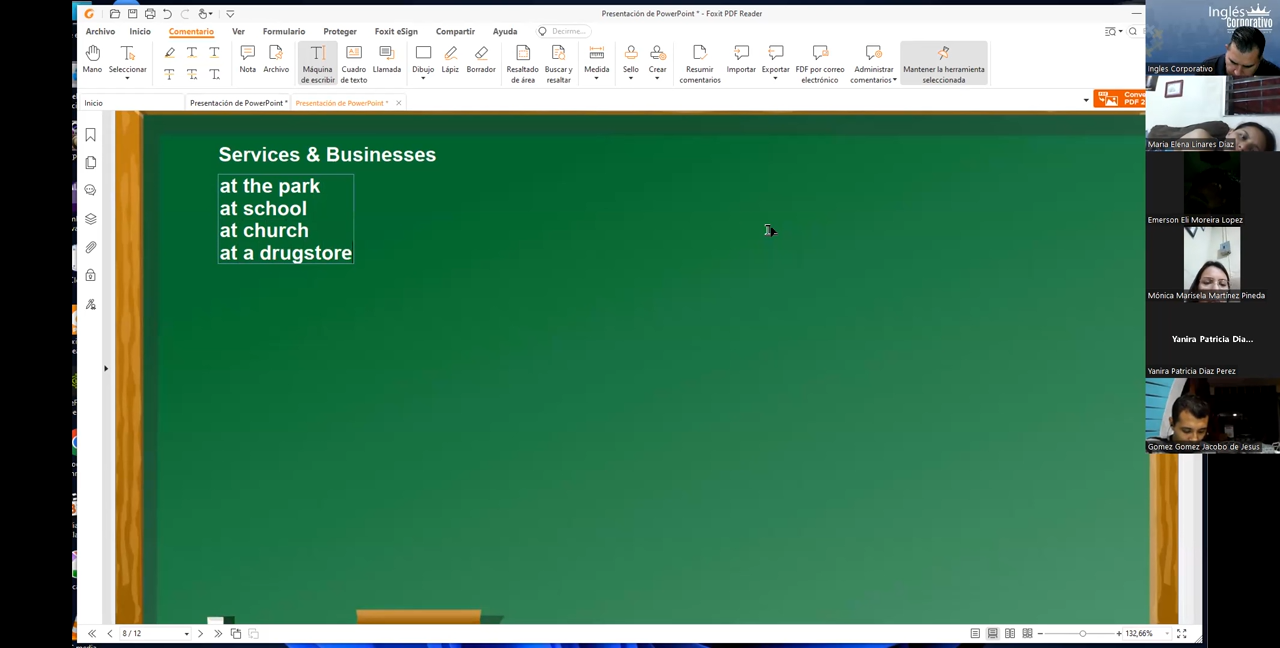 Presentación de PowerPoint * - Foxit PDF Reader
Archivo Inicio Comentario Ver Formulario Proteger Foxit eSign Compartir Ayuda Decirme...
Mano Seleccionar Nota Archivo Máquina de escribir Cuadro de texto Llamada Dibujo Lápiz Borrador Resaltado de área Buscar y resaltar Medida Sello Crear Resumir comentarios Importar Exportar FDF por correo electrónico Administrar comentarios Mantener la herramienta seleccionada
Inicio Presentación de PowerPoint * Presentación de PowerPoint *
Services & Businesses
at the park
at school
at church
at a drugstore
8 / 12
132,66%
Inglés
Corporativo
Ingles Corporativo
Maria Elena Linares Diaz
Emerson Eli Moreira Lopez
Mónica Marisela Martínez Pineda
Yanira Patricia Dia...
Yanira Patricia Diaz Perez
Gomez Gomez Jacobo de Jesus